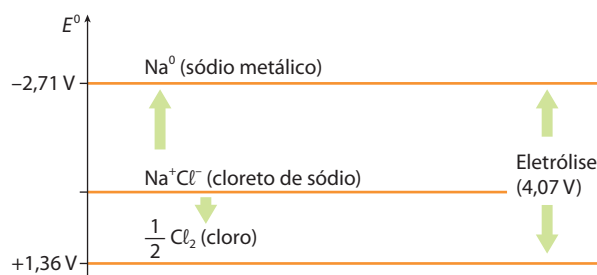 E⁰
Na⁰ (sódio metálico)
−2,71 V
Na⁺Cℓ⁻ (cloreto de sódio)
Eletrólise
(4,07 V)
1/2 Cℓ₂ (cloro)
+1,36 V